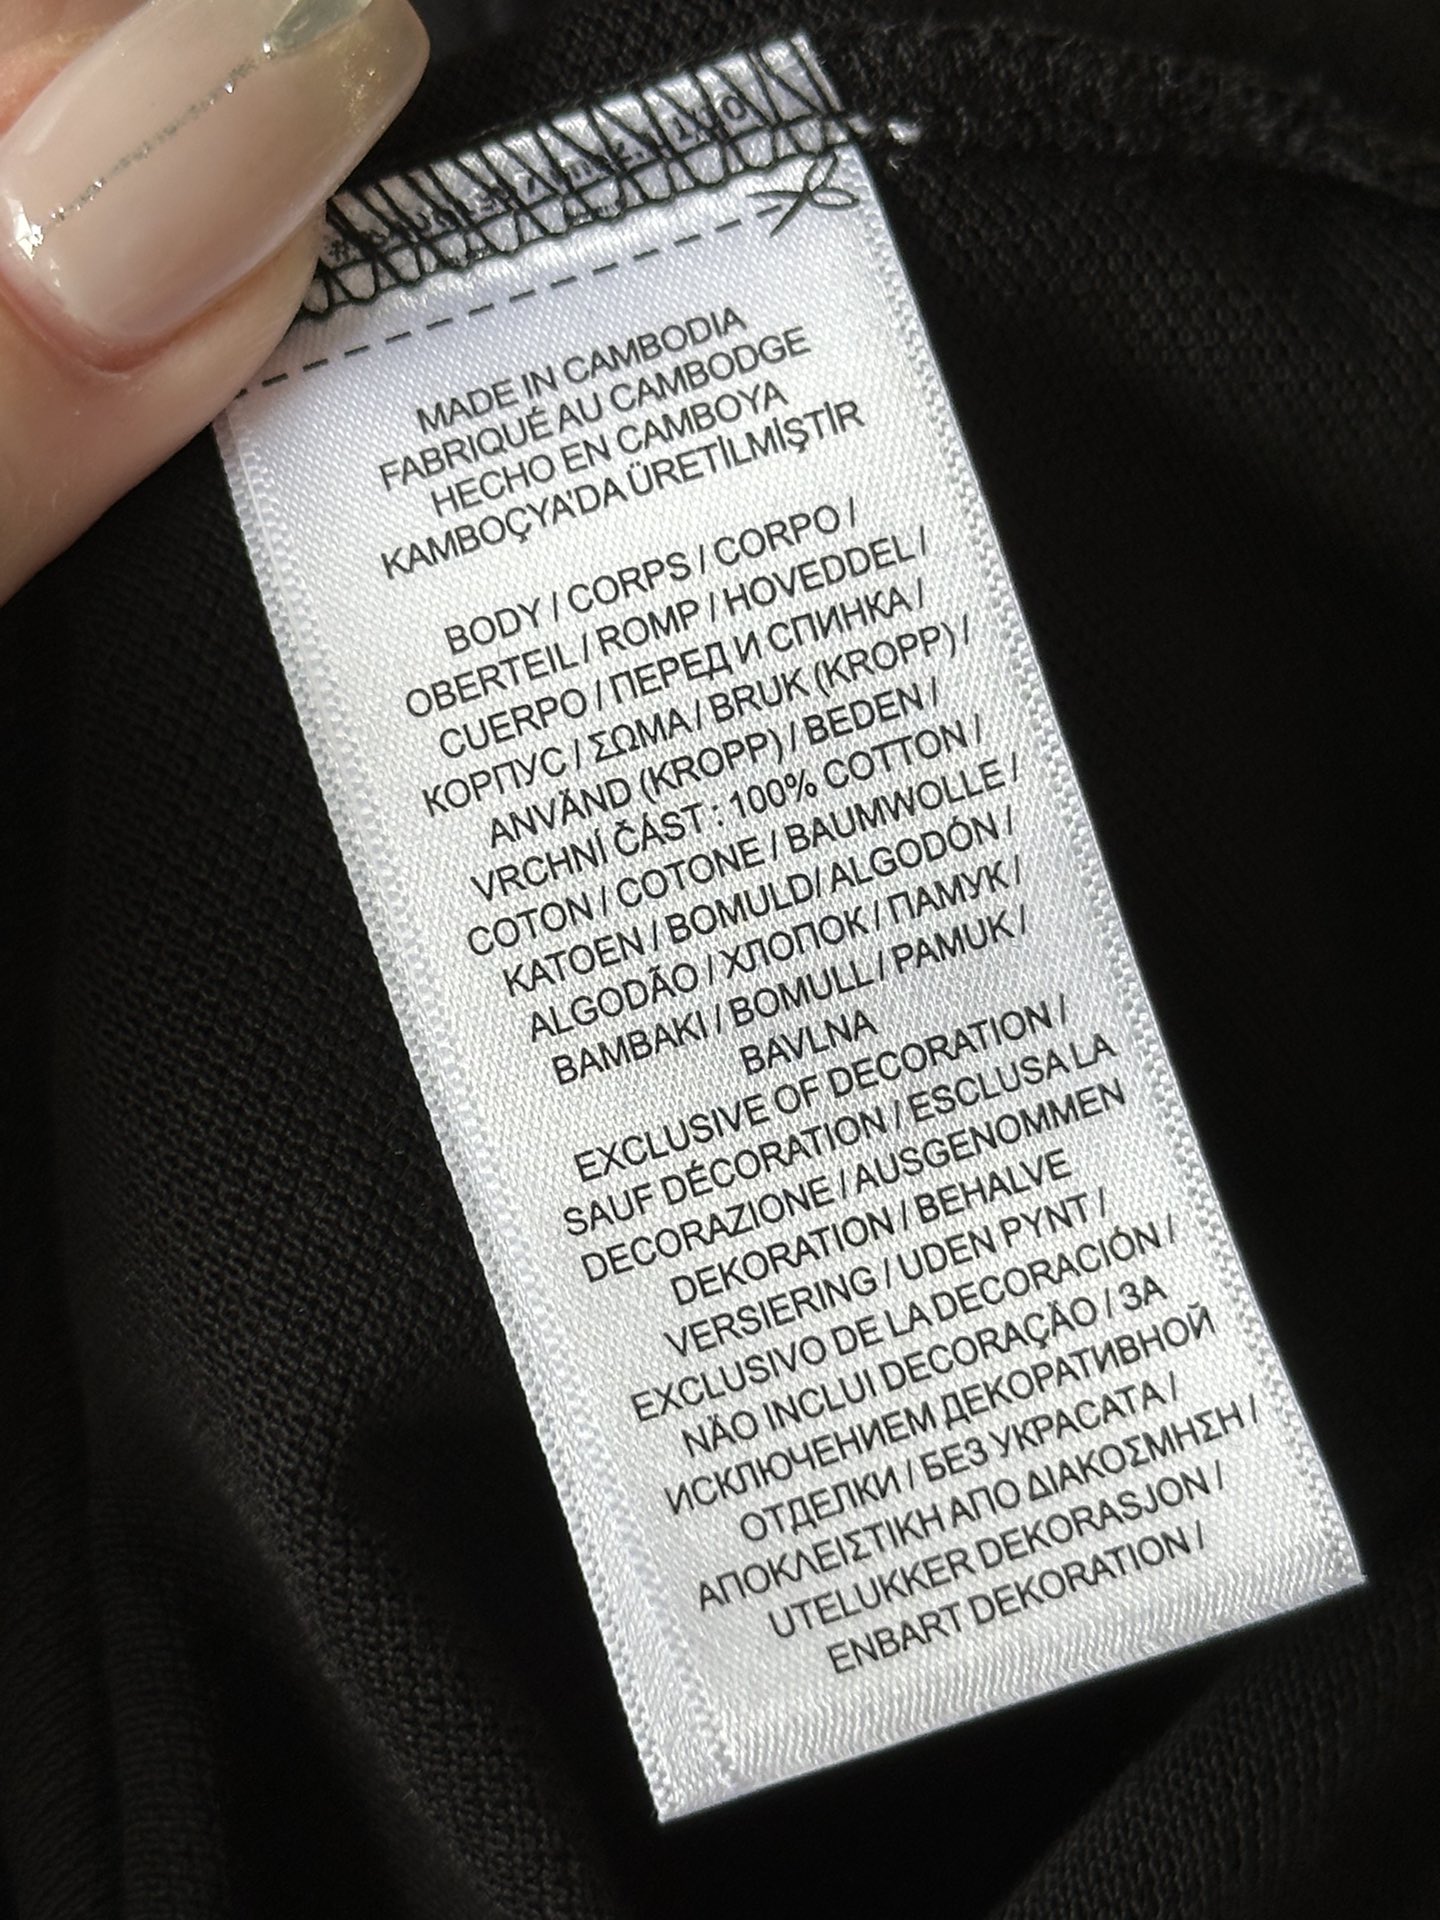 MADE IN CAMBODIA
FABRIQUÉ AU CAMBODGE
HECHO EN CAMBOYA
KAMBOÇYA'DA ÜRETİLMİŞTİR
BODY / CORPS / CORPO /
OBERTEIL / ROMP / HOVEDDEL /
CUERPO / ПЕРЕД И СПИНКА /
КОРПУС / ΣΩΜΑ / BRUK (KROPP) /
ANVÄND (KROPP) / BEDEN /
VRCHNÍ ČÁST : 100% COTTON /
COTON / COTONE / BAUMWOLLE /
KATOEN / BOMULD/ ALGODÓN /
ALGODÃO / ХЛОПОК / ПАМУК /
BAMBAKI / BOMULL / PAMUK /
BAVLNA
EXCLUSIVE OF DECORATION /
SAUF DÉCORATION / ESCLUSA LA
DECORAZIONE / AUSGENOMMEN
DEKORATION / BEHALVE
VERSIERING / UDEN PYNT /
EXCLUSIVO DE LA DECORACIÓN /
NÃO INCLUI DECORAÇÃO / ЗА
ИСКЛЮЧЕНИЕМ ДЕКОРАТИВНОЙ
ОТДЕЛКИ / БЕЗ УКРАСАТА /
ΑΠΟΚΛΕΙΣΤΙΚΗ ΑΠΟ ΔΙΑΚΟΣΜΗΣΗ /
UTELUKKER DEKORASJON /
ENBART DEKORATION /